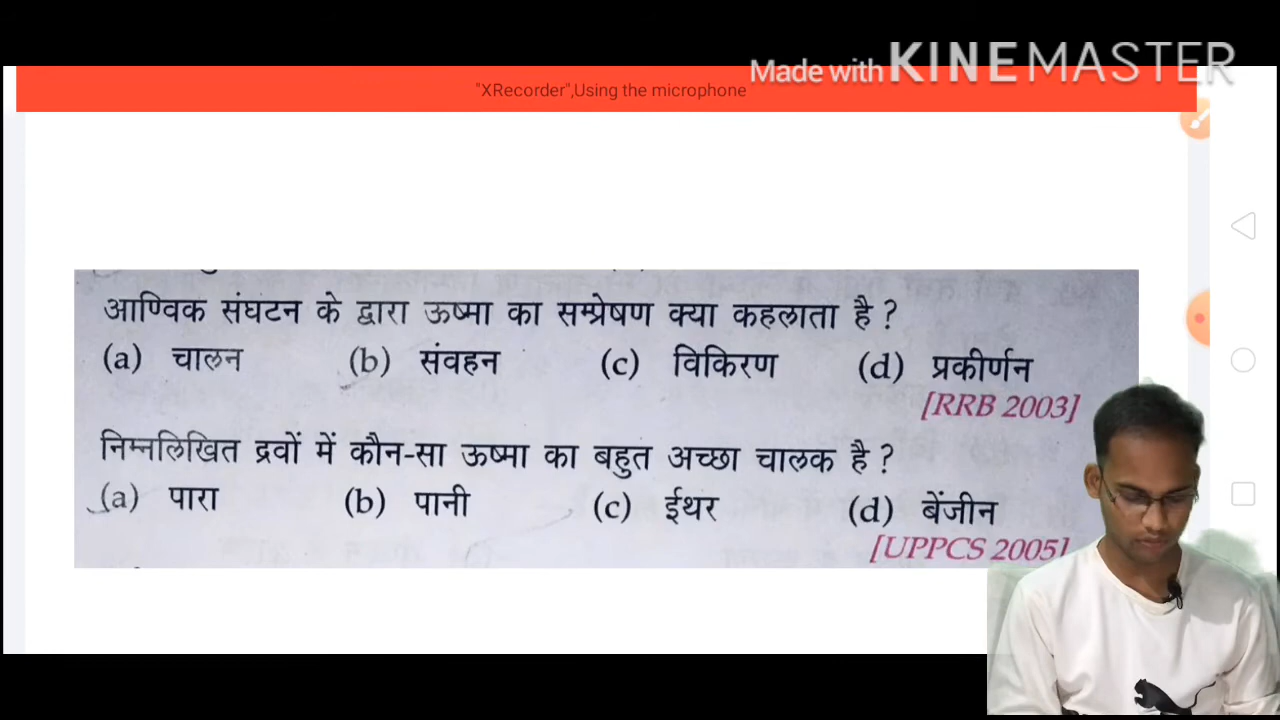 Made with KINEMASTER
"XRecorder",Using the microphone
आण्विक संघटन के द्वारा ऊष्मा का सम्प्रेषण क्या कहलाता है ?
(a) चालन (b) संवहन (c) विकिरण (d) प्रकीर्णन
[RRB 2003]
निम्नलिखित द्रवों में कौन-सा ऊष्मा का बहुत अच्छा चालक है ?
(a) पारा (b) पानी (c) ईथर (d) बेंजीन
[UPPCS 2005]